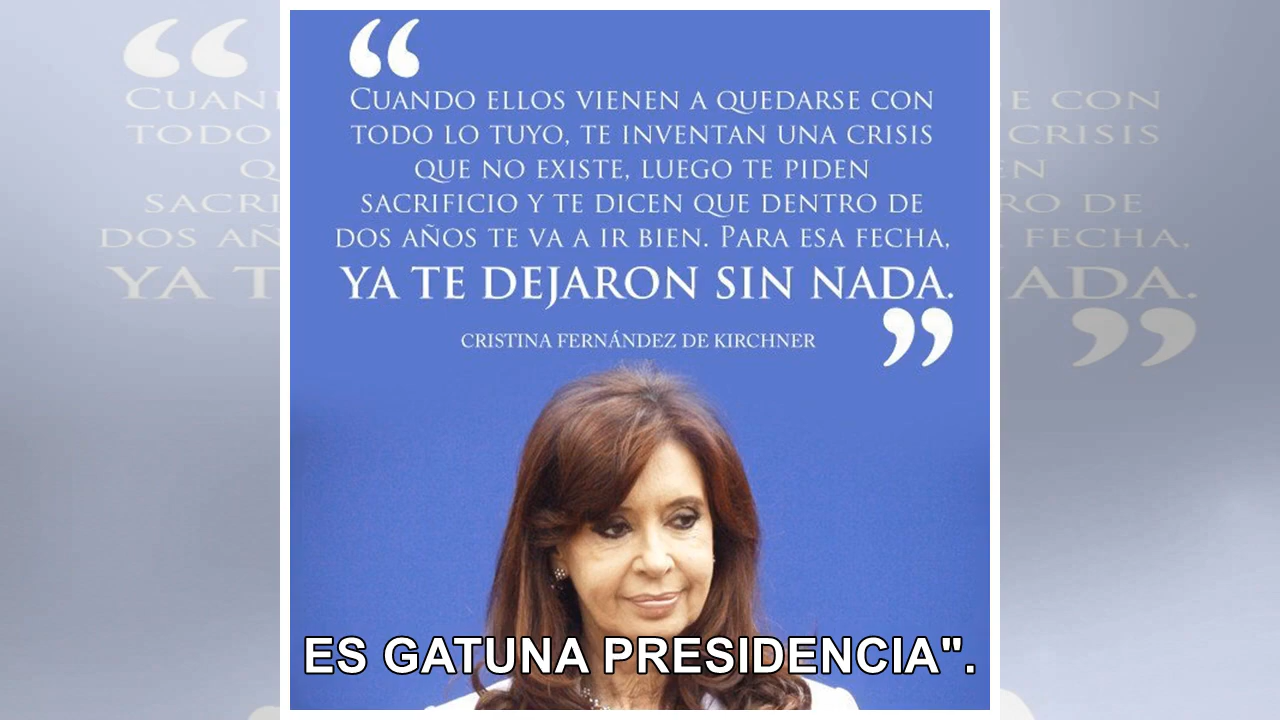 “
CUANDO ELLOS VIENEN A QUEDARSE CON
TODO LO TUYO, TE INVENTAN UNA CRISIS
QUE NO EXISTE, LUEGO TE PIDEN
SACRIFICIO Y TE DICEN QUE DENTRO DE
DOS AÑOS TE VA A IR BIEN. PARA ESA FECHA,
YA TE DEJARON SIN NADA.
”
CRISTINA FERNÁNDEZ DE KIRCHNER
ES GATUNA PRESIDENCIA".